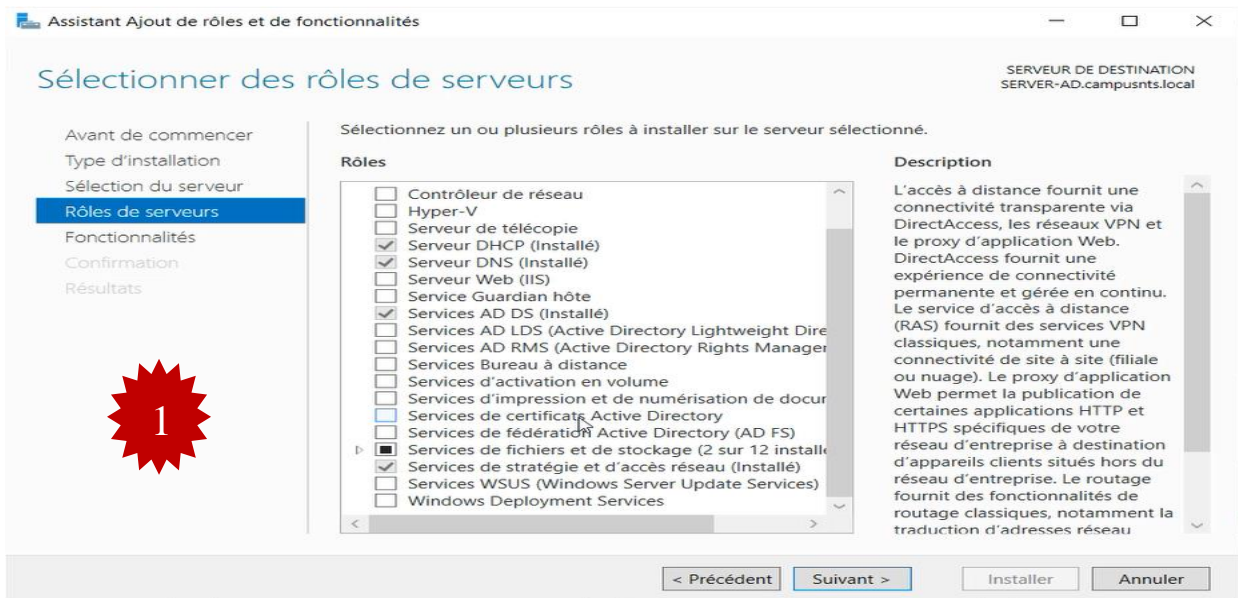 Assistant Ajout de rôles et de fonctionnalités
Sélectionner des rôles de serveurs
SERVEUR DE DESTINATION
SERVER-AD.campusnts.local
Avant de commencer
Type d'installation
Sélection du serveur
Rôles de serveurs
Fonctionnalités
Confirmation
Résultats
1
Sélectionnez un ou plusieurs rôles à installer sur le serveur sélectionné.
Rôles
Contrôleur de réseau
Hyper-V
Serveur de télécopie
Serveur DHCP (Installé)
Serveur DNS (Installé)
Serveur Web (IIS)
Service Guardian hôte
Services AD DS (Installé)
Services AD LDS (Active Directory Lightweight Dire
Services AD RMS (Active Directory Rights Manager
Services Bureau à distance
Services d'activation en volume
Services d'impression et de numérisation de docur
Services de certificats Active Directory
Services de fédération Active Directory (AD FS)
Services de fichiers et de stockage (2 sur 12 installé
Services de stratégie et d'accès réseau (Installé)
Services WSUS (Windows Server Update Services)
Windows Deployment Services
Description
L'accès à distance fournit une
connectivité transparente via
DirectAccess, les réseaux VPN et
le proxy d'application Web.
DirectAccess fournit une
expérience de connectivité
permanente et gérée en continu.
Le service d'accès à distance
(RAS) fournit des services VPN
classiques, notamment une
connectivité de site à site (filiale
ou nuage). Le proxy d'application
Web permet la publication de
certaines applications HTTP et
HTTPS spécifiques de votre
réseau d'entreprise à destination
d'appareils clients situés hors du
réseau d'entreprise. Le routage
fournit des fonctionnalités de
routage classiques, notamment la
traduction d'adresses réseau
< Précédent
Suivant >
Installer
Annuler